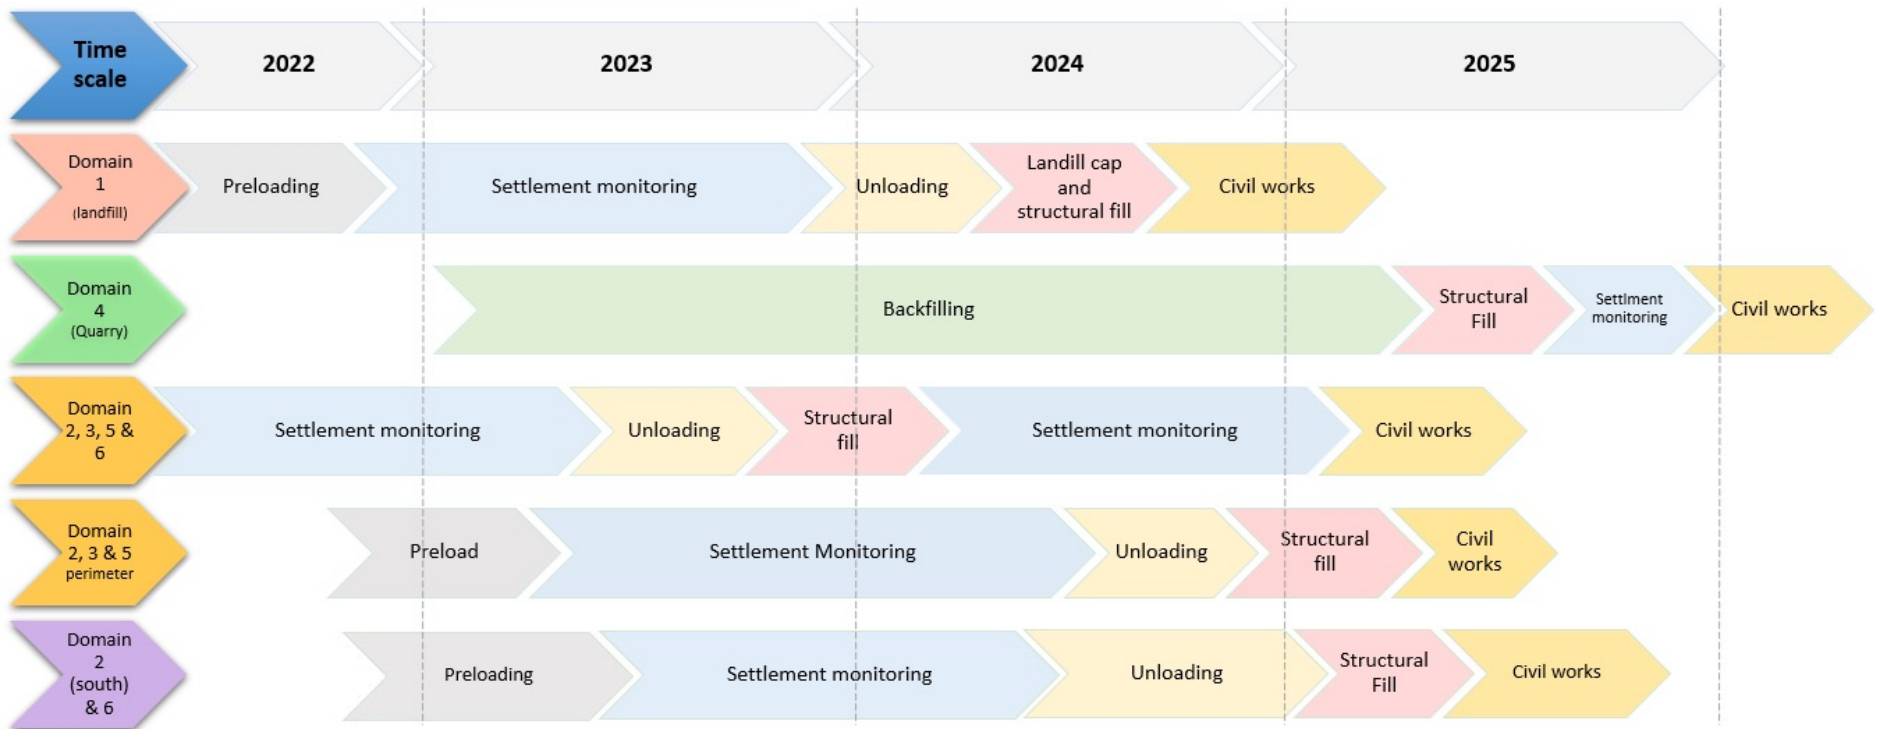 Time
scale
2022
2023
2024
2025
Domain
1
(landfill)
Preloading
Settlement monitoring
Unloading
Landill cap
and
structural fill
Civil works
Domain
4
(Quarry)
Backfilling
Structural
Fill
Settlment
monitoring
Civil works
Domain
2, 3, 5 &
6
Settlement monitoring
Unloading
Structural
fill
Settlement monitoring
Civil works
Domain
2, 3 & 5
perimeter
Preload
Settlement Monitoring
Unloading
Structural
fill
Civil
works
Domain
2
(south)
& 6
Preloading
Settlement monitoring
Unloading
Structural
Fill
Civil works